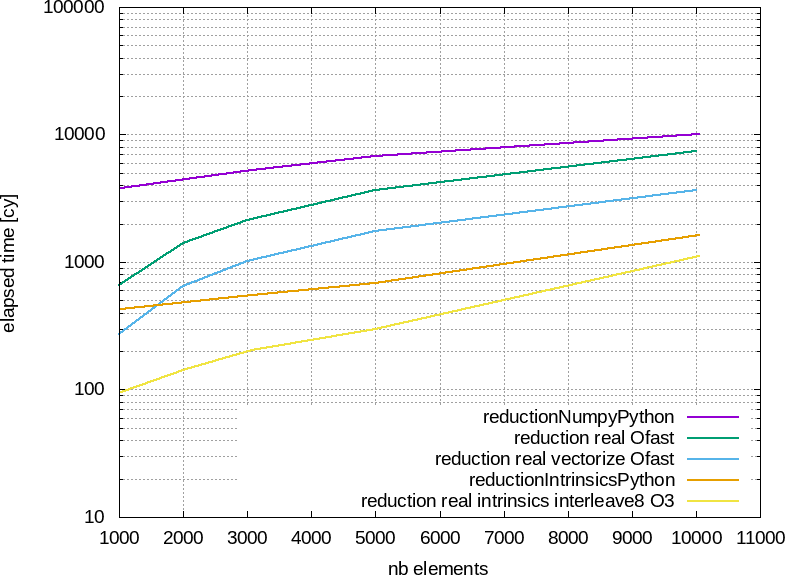 100000
10000
1000
100
10
elapsed time [cy]
reductionNumpyPython
reduction real Ofast
reduction real vectorize Ofast
reductionIntrinsicsPython
reduction real intrinsics interleave8 O3
1000 2000 3000 4000 5000 6000 7000 8000 9000 10000 11000
nb elements